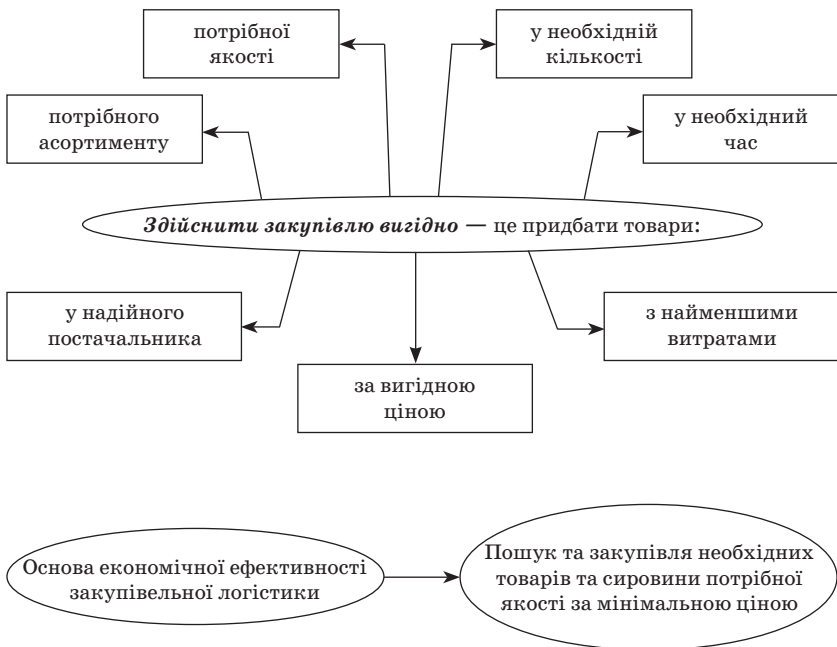 потрібної
якості
у необхідній
кількості
потрібного
асортименту
у необхідний
час
Здійснити закупівлю вигідно — це придбати товари:
у надійного
постачальника
з найменшими
витратами
за вигідною
ціною
Основа економічної ефективності
закупівельної логістики
Пошук та закупівля необхідних
товарів та сировини потрібної
якості за мінімальною ціною